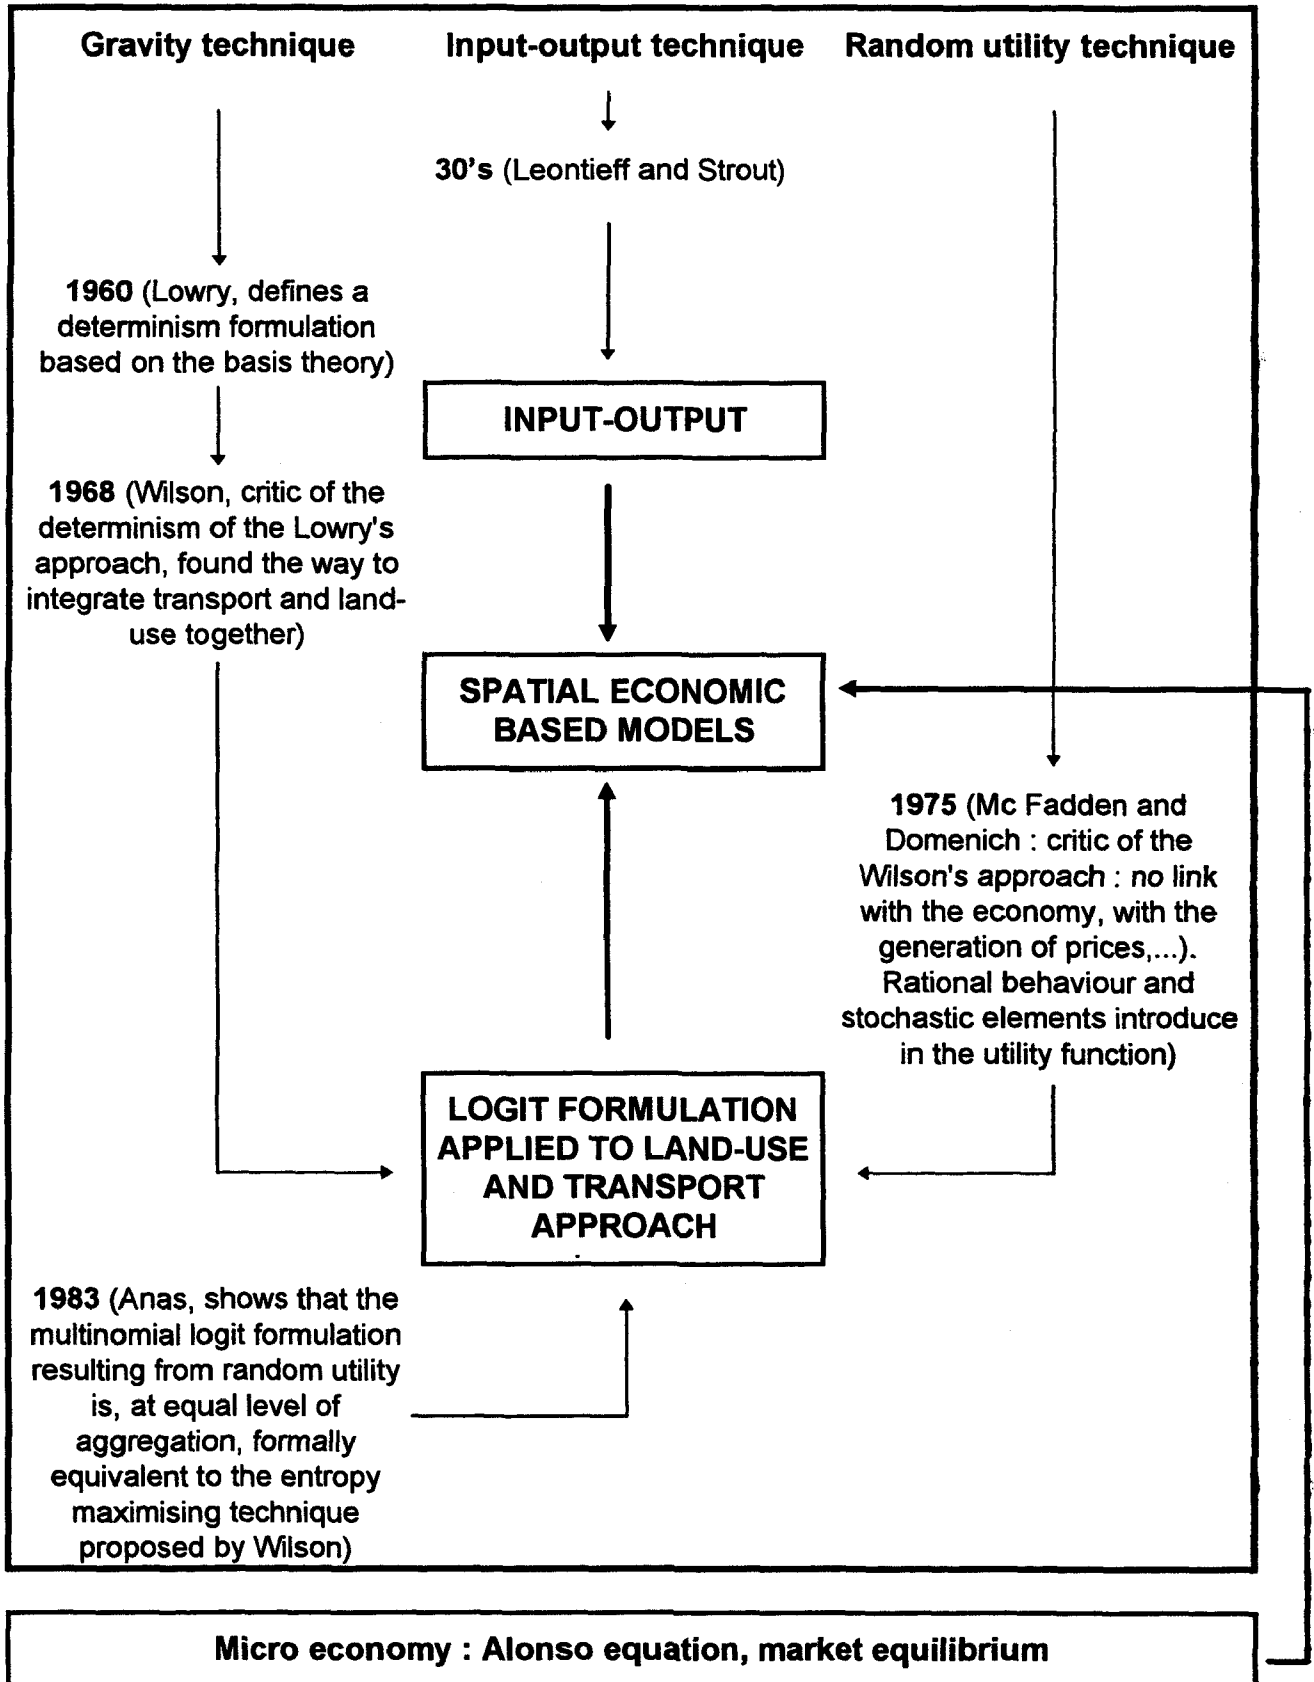 Gravity technique
Input-output technique
Random utility technique
30's (Leontieff and Strout)
1960 (Lowry, defines a
determinism formulation
based on the basis theory)
INPUT-OUTPUT
1968 (Wilson, critic of the
determinism of the Lowry's
approach, found the way to
integrate transport and land-
use together)
SPATIAL ECONOMIC
BASED MODELS
1975 (Mc Fadden and
Domenich : critic of the
Wilson's approach : no link
with the economy, with the
generation of prices,...).
Rational behaviour and
stochastic elements introduce
in the utility function)
LOGIT FORMULATION
APPLIED TO LAND-USE
AND TRANSPORT
APPROACH
1983 (Anas, shows that the
multinomial logit formulation
resulting from random utility
is, at equal level of
aggregation, formally
equivalent to the entropy
maximising technique
proposed by Wilson)
Micro economy : Alonso equation, market equilibrium